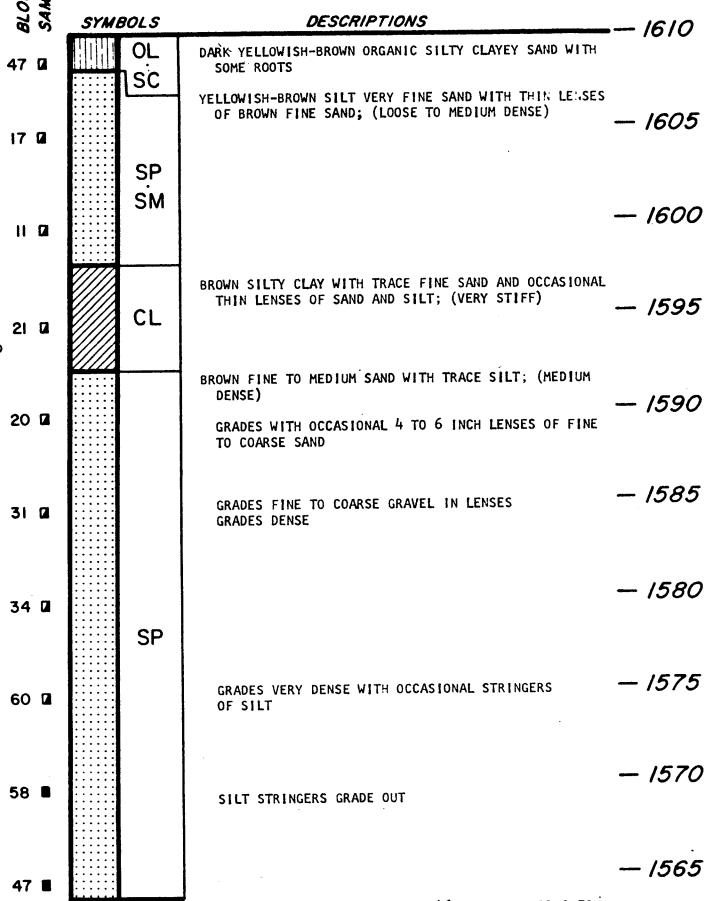 BLO
SAM
SYMBOLS DESCRIPTIONS
1610
47 OL DARK YELLOWISH-BROWN ORGANIC SILTY CLAYEY SAND WITH
SOME ROOTS
SC
YELLOWISH-BROWN SILT VERY FINE SAND WITH THIN LENSES
OF BROWN FINE SAND; (LOOSE TO MEDIUM DENSE)
1605
17
SP
SM
1600
11
BROWN SILTY CLAY WITH TRACE FINE SAND AND OCCASIONAL
THIN LENSES OF SAND AND SILT; (VERY STIFF)
1595
21 CL
BROWN FINE TO MEDIUM SAND WITH TRACE SILT; (MEDIUM
DENSE)
1590
20 GRADES WITH OCCASIONAL 4 TO 6 INCH LENSES OF FINE
TO COARSE SAND
1585
31 GRADES FINE TO COARSE GRAVEL IN LENSES
GRADES DENSE
1580
34
SP
1575
60 GRADES VERY DENSE WITH OCCASIONAL STRINGERS
OF SILT
1570
58 SILT STRINGERS GRADE OUT
1565
47